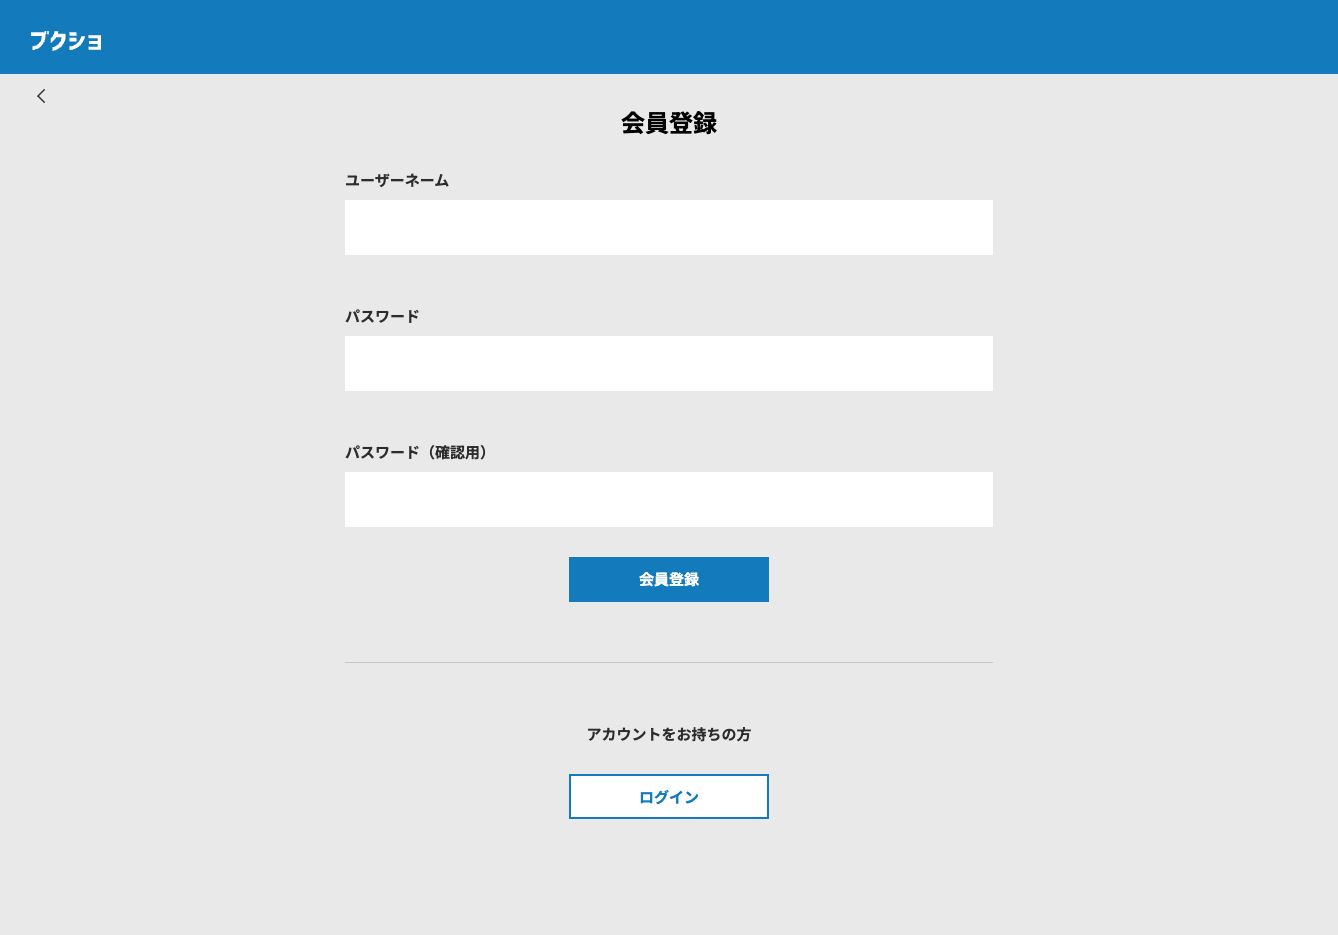 ブクショ
会員登録
ユーザーネーム
パスワード
パスワード（確認用）
会員登録
アカウントをお持ちの方
ログイン